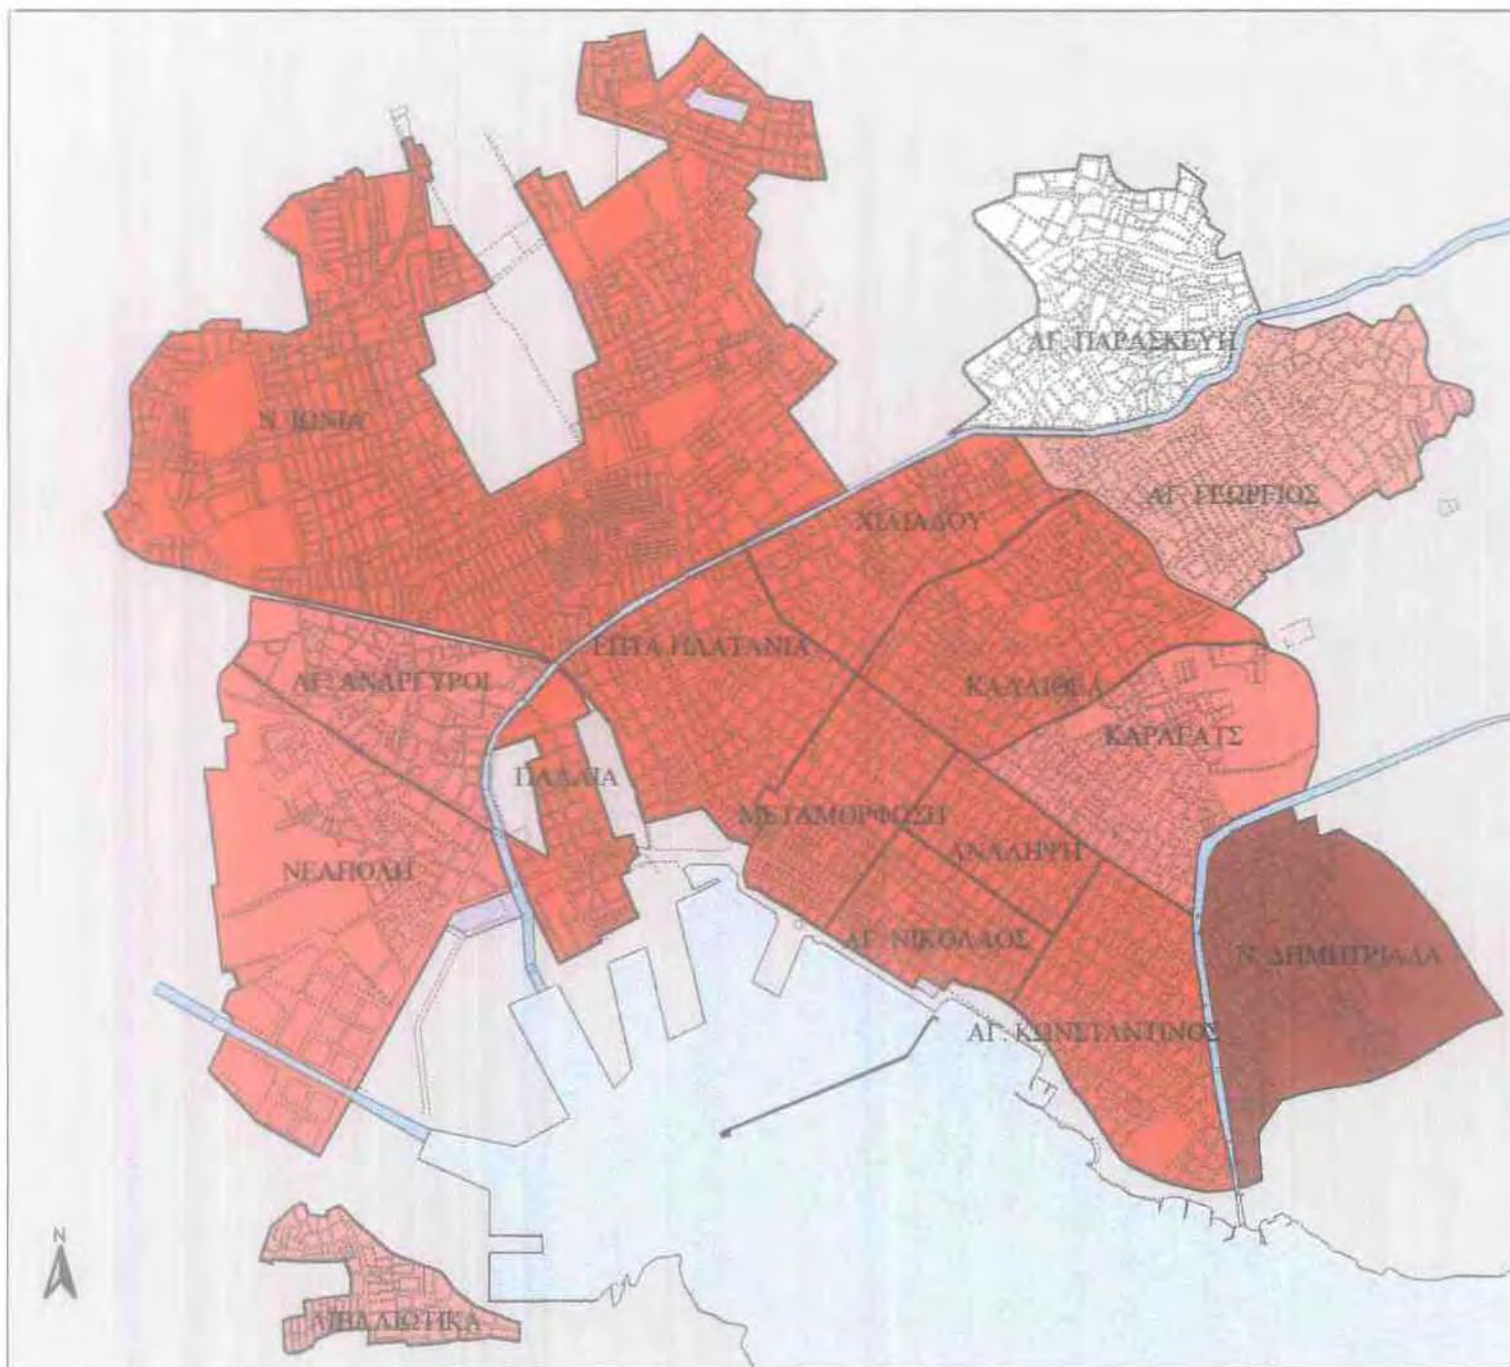 ΑΓ. ΠΑΡΑΣΚΕΥΗ
Ν. ΙΩΝΙΑ
ΑΓ. ΓΕΩΡΓΙΟΣ
ΧΙΛΙΑΔΟΥ
ΕΠΤΑ ΠΛΑΤΑΝΙΑ
ΑΓ. ΑΝΑΡΓΥΡΟΙ
ΚΑΛΛΙΘΕΑ
ΚΑΡΑΓΑΤΣ
ΠΑΛΑΙΑ
ΜΕΤΑΜΟΡΦΩΣΗ
ΑΝΑΛΗΨΗ
ΝΕΑΠΟΛΗ
ΑΓ. ΝΙΚΟΛΑΟΣ
Ν. ΔΗΜΗΤΡΙΑΔΑ
ΑΓ. ΚΩΝΣΤΑΝΤΙΝΟΣ
N